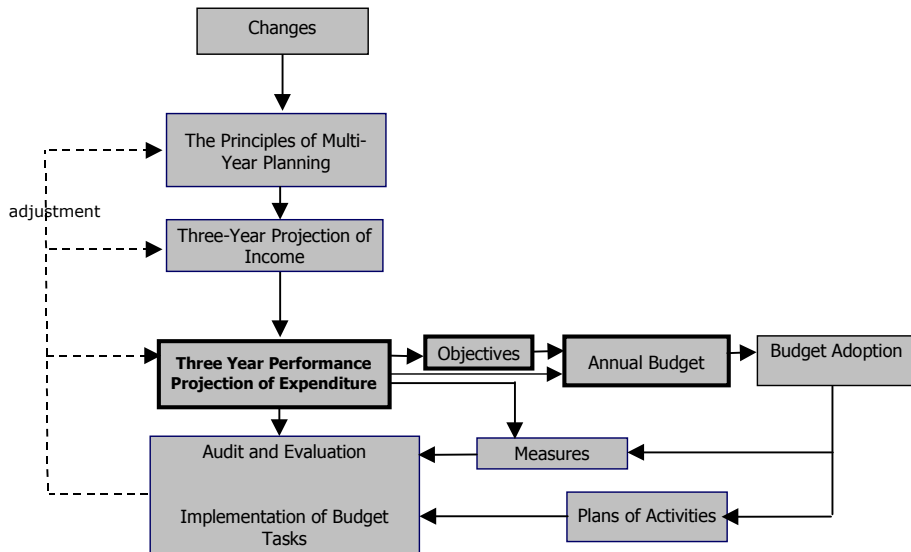 Changes
The Principles of Multi-
Year Planning
adjustment
Three-Year Projection of
Income
Three Year Performance
Projection of Expenditure
Objectives
Annual Budget
Budget Adoption
Audit and Evaluation
Measures
Implementation of Budget
Tasks
Plans of Activities